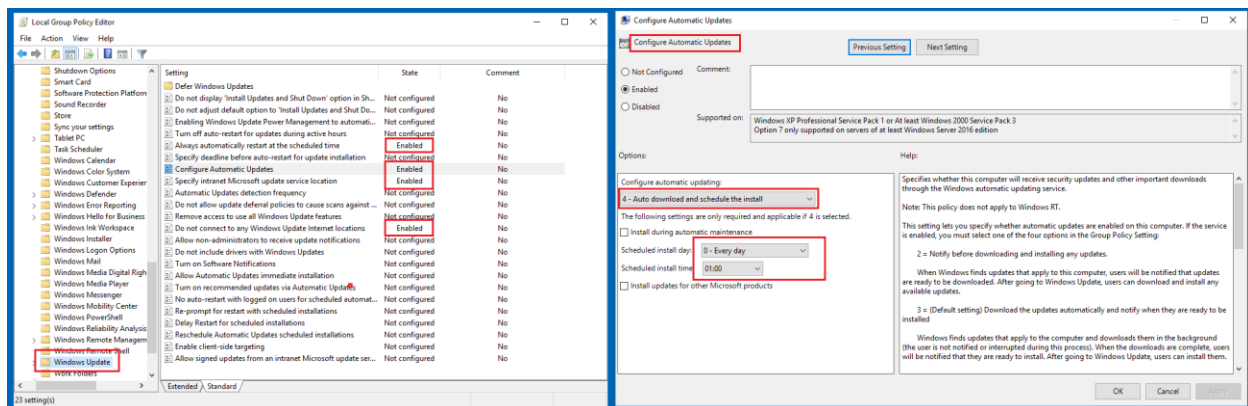 Local Group Policy Editor
File Action View Help
Shutdown Options
Smart Card
Software Protection Platform
Sound Recorder
Store
Sync your settings
Tablet PC
Task Scheduler
Windows Calendar
Windows Color System
Windows Customer Experier
Windows Defender
Windows Error Reporting
Windows Hello for Business
Windows Ink Workspace
Windows Installer
Windows Logon Options
Windows Mail
Windows Media Digital Righ
Windows Media Player
Windows Messenger
Windows Mobility Center
Windows PowerShell
Windows Reliability Analysis
Windows Remote Managem
Windows Remote Shell
Windows Update
Work Folders
Setting State Comment
Defer Windows Updates
Do not display 'Install Updates and Shut Down' option in Sh... Not configured No
Do not adjust default option to 'Install Updates and Shut Do... Not configured No
Enabling Windows Update Power Management to automati... Not configured No
Turn off auto-restart for updates during active hours Not configured No
Always automatically restart at the scheduled time Enabled No
Specify deadline before auto-restart for update installation Not configured No
Configure Automatic Updates Enabled No
Specify intranet Microsoft update service location Enabled No
Automatic Updates detection frequency Not configured No
Do not allow update deferral policies to cause scans against ... Not configured No
Remove access to use all Windows Update features Not configured No
Do not connect to any Windows Update Internet locations Enabled No
Allow non-administrators to receive update notifications Not configured No
Do not include drivers with Windows Updates Not configured No
Turn on Software Notifications Not configured No
Allow Automatic Updates immediate installation Not configured No
Turn on recommended updates via Automatic Updates Not configured No
No auto-restart with logged on users for scheduled automat... Not configured No
Re-prompt for restart with scheduled installations Not configured No
Delay Restart for scheduled installations Not configured No
Reschedule Automatic Updates scheduled installations Not configured No
Enable client-side targeting Not configured No
Allow signed updates from an intranet Microsoft update ser... Not configured No
Extended Standard
23 setting(s)
Configure Automatic Updates
Configure Automatic Updates
Previous Setting Next Setting
Not Configured Comment:
Enabled
Disabled
Supported on: Windows XP Professional Service Pack 1 or At least Windows 2000 Service Pack 3
Option 7 only supported on servers of at least Windows Server 2016 edition
Options: Help:
Configure automatic updating:
4 - Auto download and schedule the install
The following settings are only required and applicable if 4 is selected.
Install during automatic maintenance
Scheduled install day: 0 - Every day
Scheduled install time: 01:00
Install updates for other Microsoft products
Specifies whether this computer will receive security updates and other important downloads
through the Windows automatic updating service.
Note: This policy does not apply to Windows RT.
This setting lets you specify whether automatic updates are enabled on this computer. If the service
is enabled, you must select one of the four options in the Group Policy Setting:
2 = Notify before downloading and installing any updates.
When Windows finds updates that apply to this computer, users will be notified that updates
are ready to be downloaded. After going to Windows Update, users can download and install any
available updates.
3 = (Default setting) Download the updates automatically and notify when they are ready to be
installed
Windows finds updates that apply to the computer and downloads them in the background
(the user is not notified or interrupted during this process). When the downloads are complete, users
will be notified that they are ready to install. After going to Windows Update, users can install them.
OK Cancel Apply